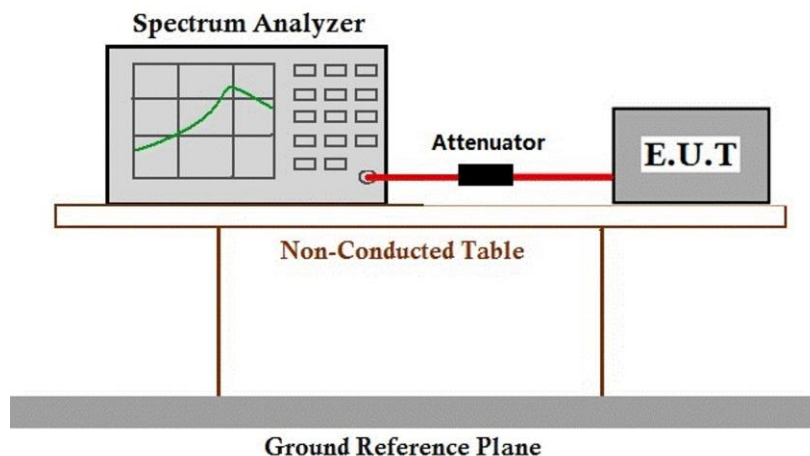 Spectrum Analyzer
Attenuator
E.U.T
Non-Conducted Table
Ground Reference Plane